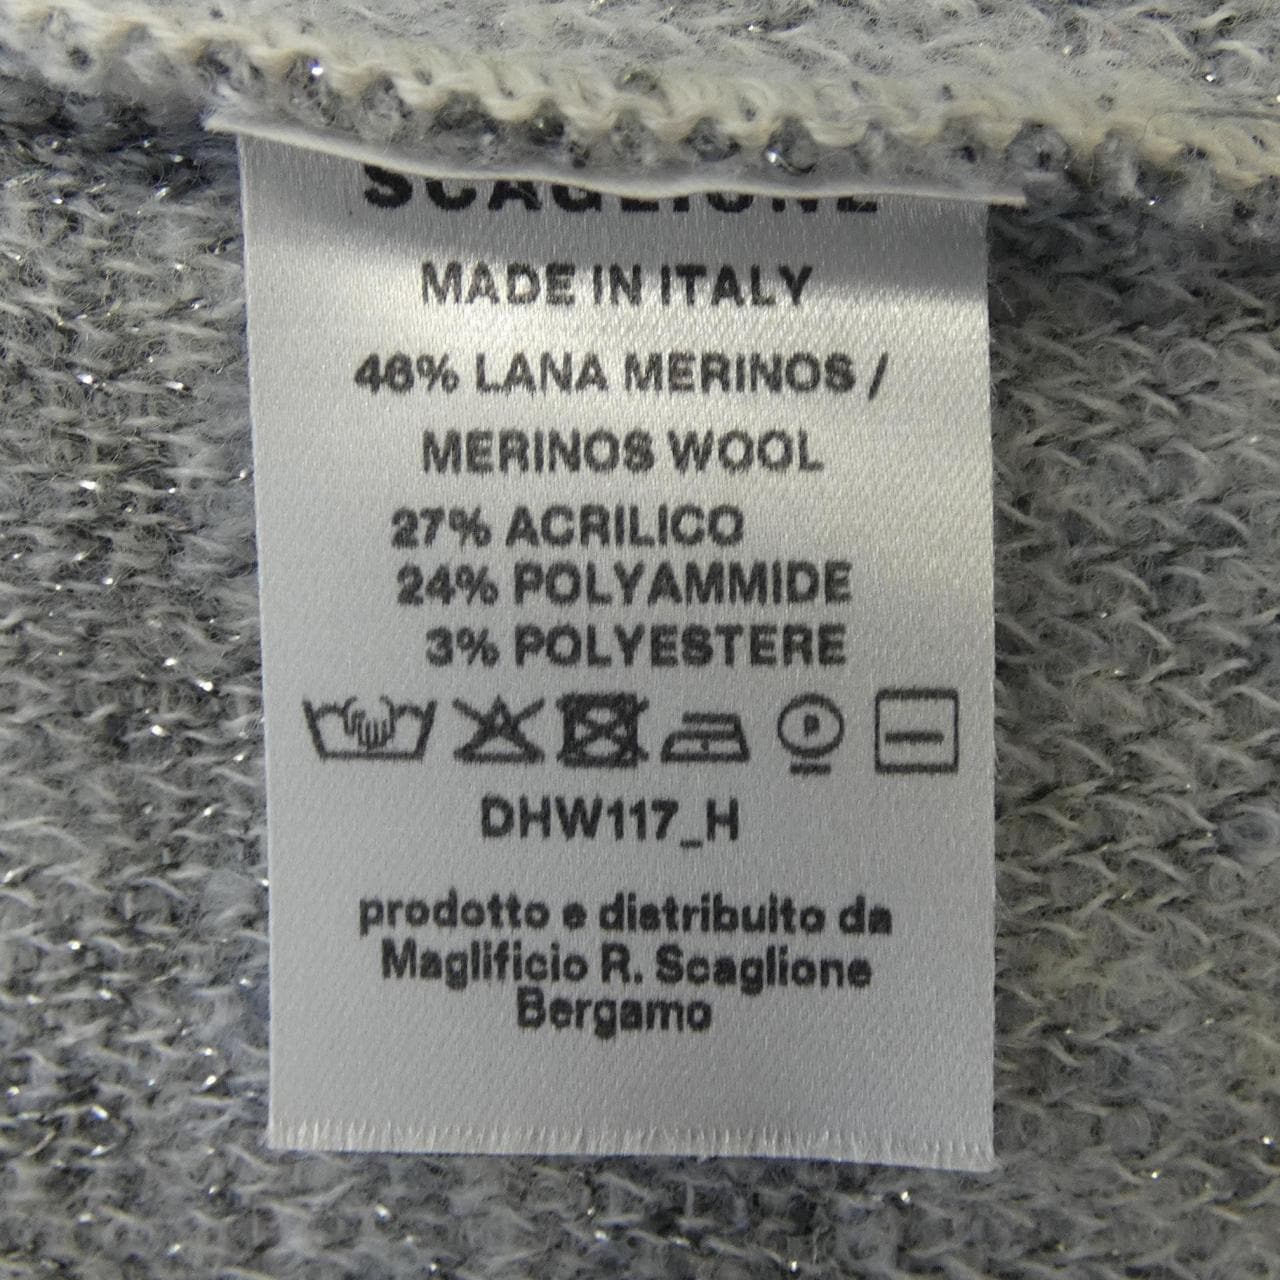 SCAGLIONE
MADE IN ITALY
46% LANA MERINOS /
MERINOS WOOL
27% ACRILICO
24% POLYAMMIDE
3% POLYESTERE
P
DHW117_H
prodotto e distribuito da
Maglificio R. Scaglione
Bergamo